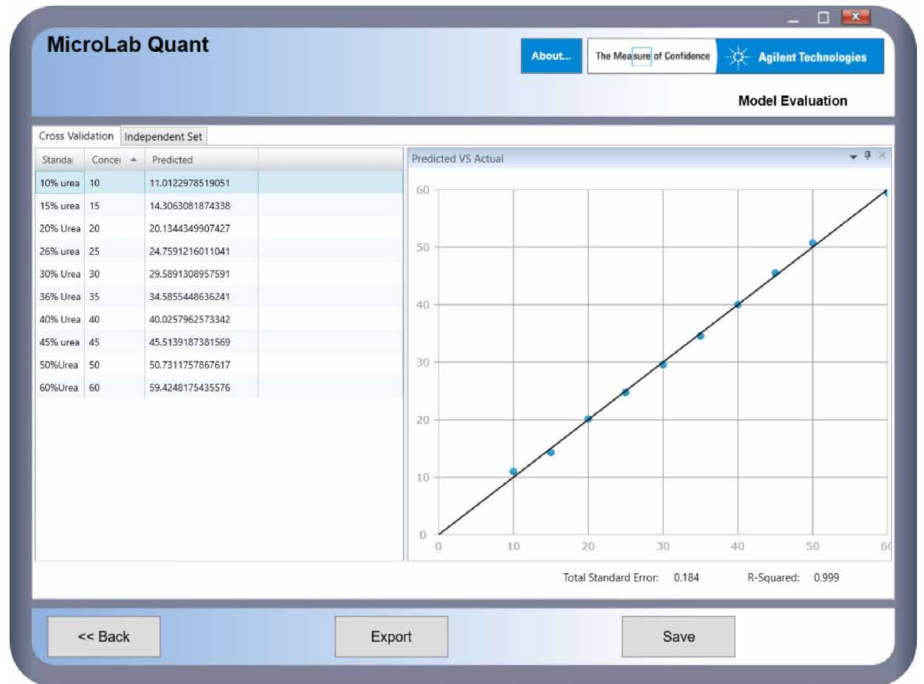 MicroLab Quant
About...
The Measure of Confidence
Agilent Technologies
Model Evaluation
Cross Validation Independent Set
Standa Concei Predicted
10% urea 10 11.0122978519051
15% urea 15 14.3063081874338
20% Urea 20 20.1344349907427
26% urea 25 24.7591216011041
30% Urea 30 29.5891308957591
36% Urea 35 34.5855448636241
40% Urea 40 40.0257962573342
45% urea 45 45.5139187381569
50%Urea 50 50.7311757867617
60%Urea 60 59.4248175435576
Predicted VS Actual
60
50
40
30
20
10
0
0 10 20 30 40 50 60
Total Standard Error: 0.184 R-Squared: 0.999
<< Back Export Save